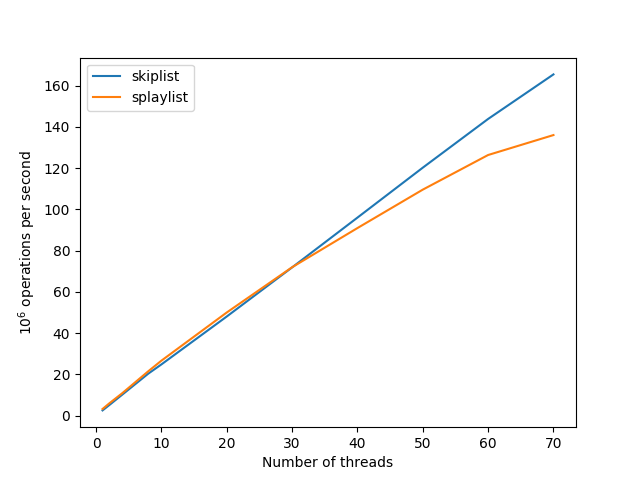 skiplist
splaylist
160
140
120
100
80
60
40
20
0
10⁶ operations per second
0 10 20 30 40 50 60 70
Number of threads